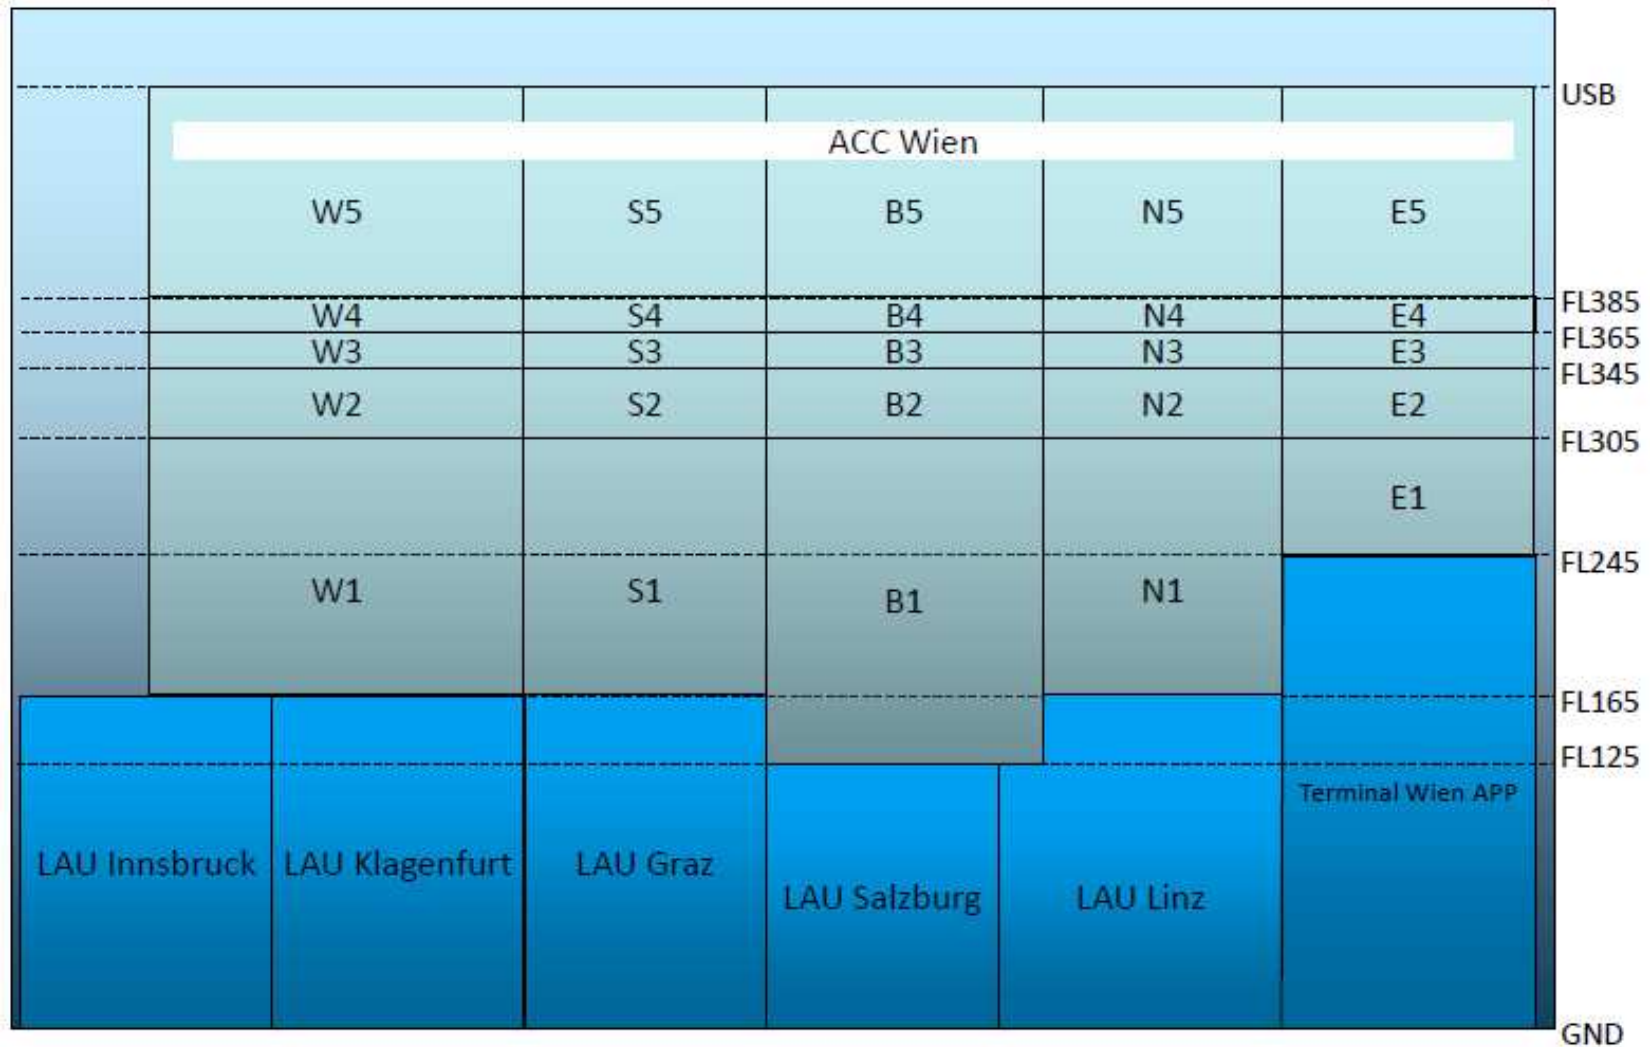 USB
ACC Wien
W5 S5 B5 N5 E5
FL385
W4 S4 B4 N4 E4
FL365
W3 S3 B3 N3 E3
FL345
W2 S2 B2 N2 E2
FL305
E1
FL245
W1 S1 B1 N1
FL165
FL125
Terminal Wien APP
LAU Innsbruck LAU Klagenfurt LAU Graz
LAU Salzburg LAU Linz
GND